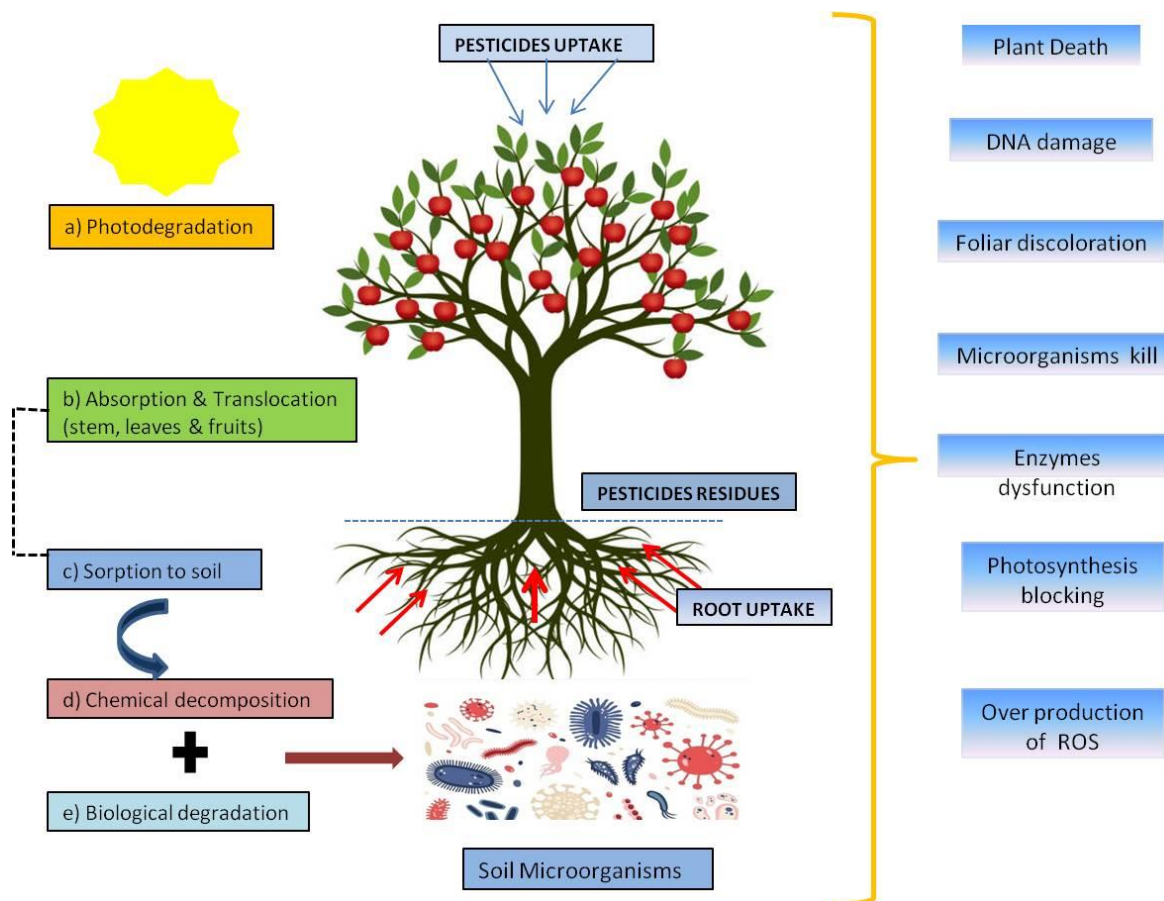 PESTICIDES UPTAKE
a) Photodegradation
b) Absorption & Translocation
(stem, leaves & fruits)
PESTICIDES RESIDUES
c) Sorption to soil
ROOT UPTAKE
d) Chemical decomposition
e) Biological degradation
Soil Microorganisms
Plant Death
DNA damage
Foliar discoloration
Microorganisms kill
Enzymes
dysfunction
Photosynthesis
blocking
Over production
of ROS